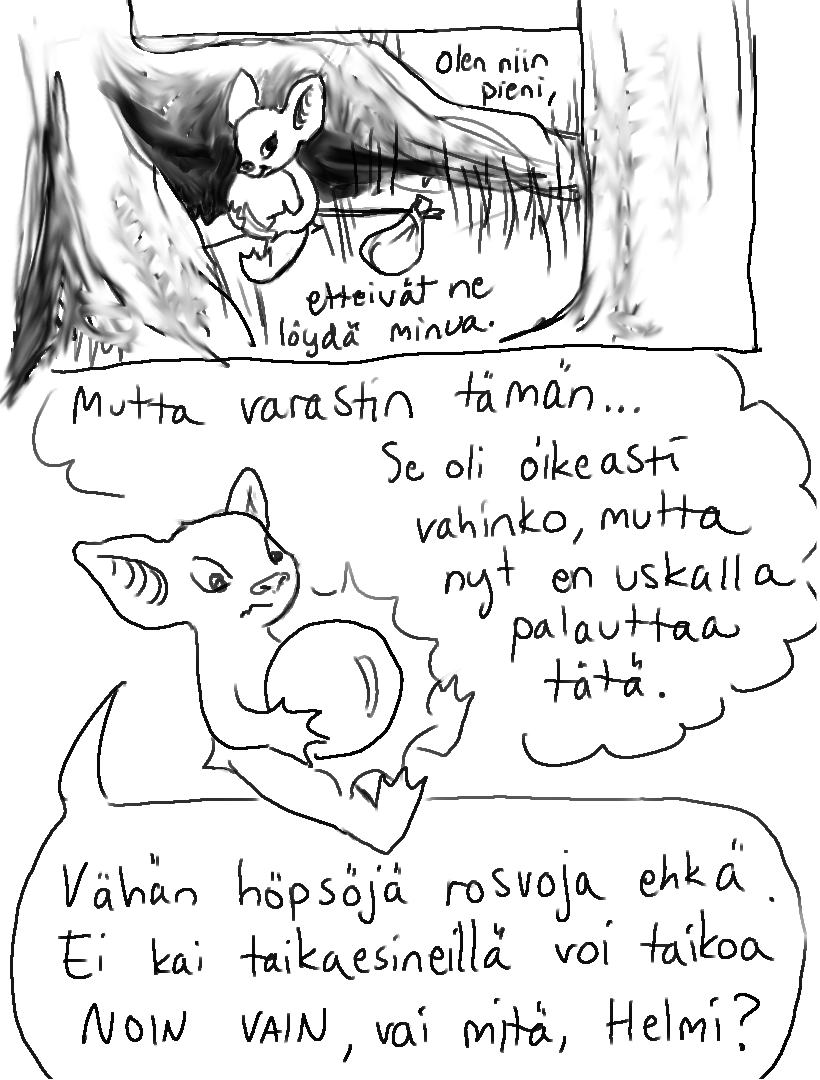 Olen niin
pieni,
etteivät ne
löydä minua.
Mutta varastin tämän...
Se oli oikeasti
vahinko, mutta
nyt en uskalla
palauttaa
tätä.
Vähän höpsöjä rosvoja ehkä.
Ei kai taikaesineillä voi taikoa
NOIN VAIN, vai mitä, Helmi?